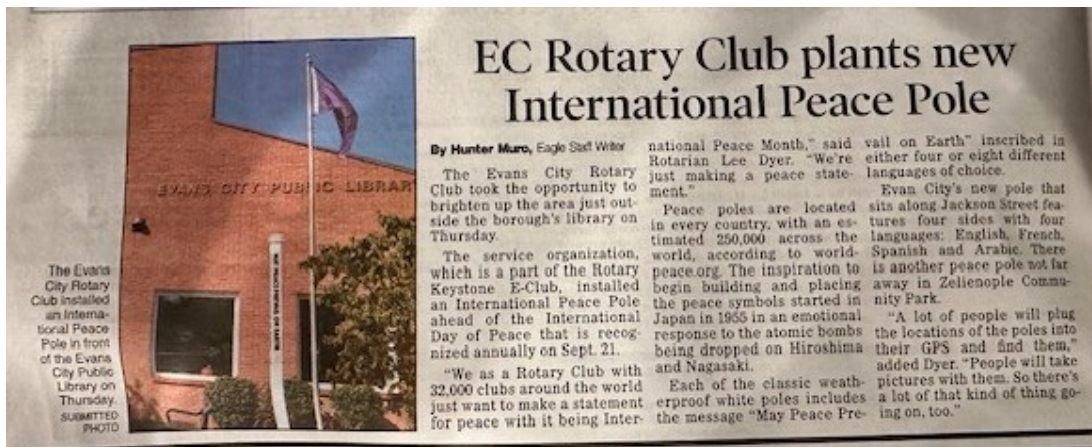 EC Rotary Club plants new
International Peace Pole
EVANS CITY PUBLIC LIBRARY
MAY PEACE PREVAIL ON EARTH
The Evans
City Rotary
Club installed
an Interna-
tional Peace
Pole in front
of the Evans
City Public
Library on
Thursday.
SUBMITTED
PHOTO
By Hunter Muro, Eagle Staff Writer
The Evans City Rotary
Club took the opportunity to
brighten up the area just out-
side the borough's library on
Thursday.
The service organization,
which is a part of the Rotary
Keystone E-Club, installed
an International Peace Pole
ahead of the International
Day of Peace that is recog-
nized annually on Sept. 21.
"We as a Rotary Club with
32,000 clubs around the world
just want to make a statement
for peace with it being Inter-
national Peace Month," said
Rotarian Lee Dyer. "We're
just making a peace state-
ment."
Peace poles are located
in every country, with an es-
timated 250,000 across the
world, according to world-
peace.org. The inspiration to
begin building and placing
the peace symbols started in
Japan in 1955 in an emotional
response to the atomic bombs
being dropped on Hiroshima
and Nagasaki.
Each of the classic weath-
erproof white poles includes
the message "May Peace Pre-
vail on Earth" inscribed in
either four or eight different
languages of choice.
Evan City's new pole that
sits along Jackson Street fea-
tures four sides with four
languages: English, French,
Spanish and Arabic. There
is another peace pole not far
away in Zelienople Commu-
nity Park.
"A lot of people will plug
the locations of the poles into
their GPS and find them,"
added Dyer. "People will take
pictures with them. So there's
a lot of that kind of thing go-
ing on, too."